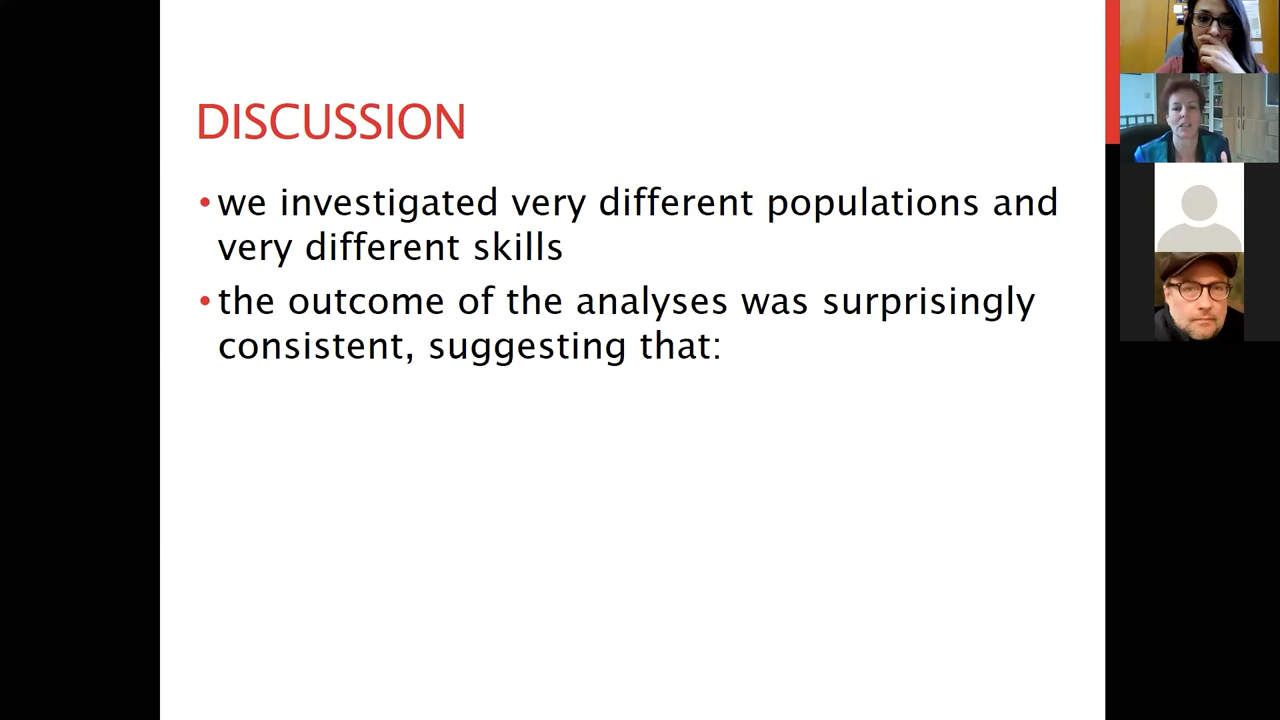 DISCUSSION
•we investigated very different populations and
very different skills
•the outcome of the analyses was surprisingly
consistent, suggesting that: